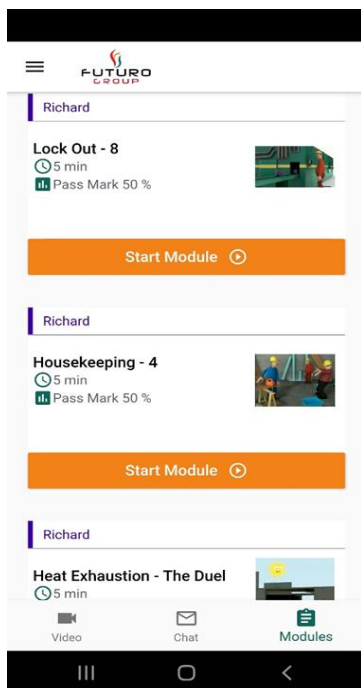 FUTURO
GROUP
Richard
Lock Out - 8
5 min
Pass Mark 50 %
Start Module
Richard
Housekeeping - 4
5 min
Pass Mark 50 %
Start Module
Richard
Heat Exhaustion - The Duel
5 min
Video
Chat
Modules